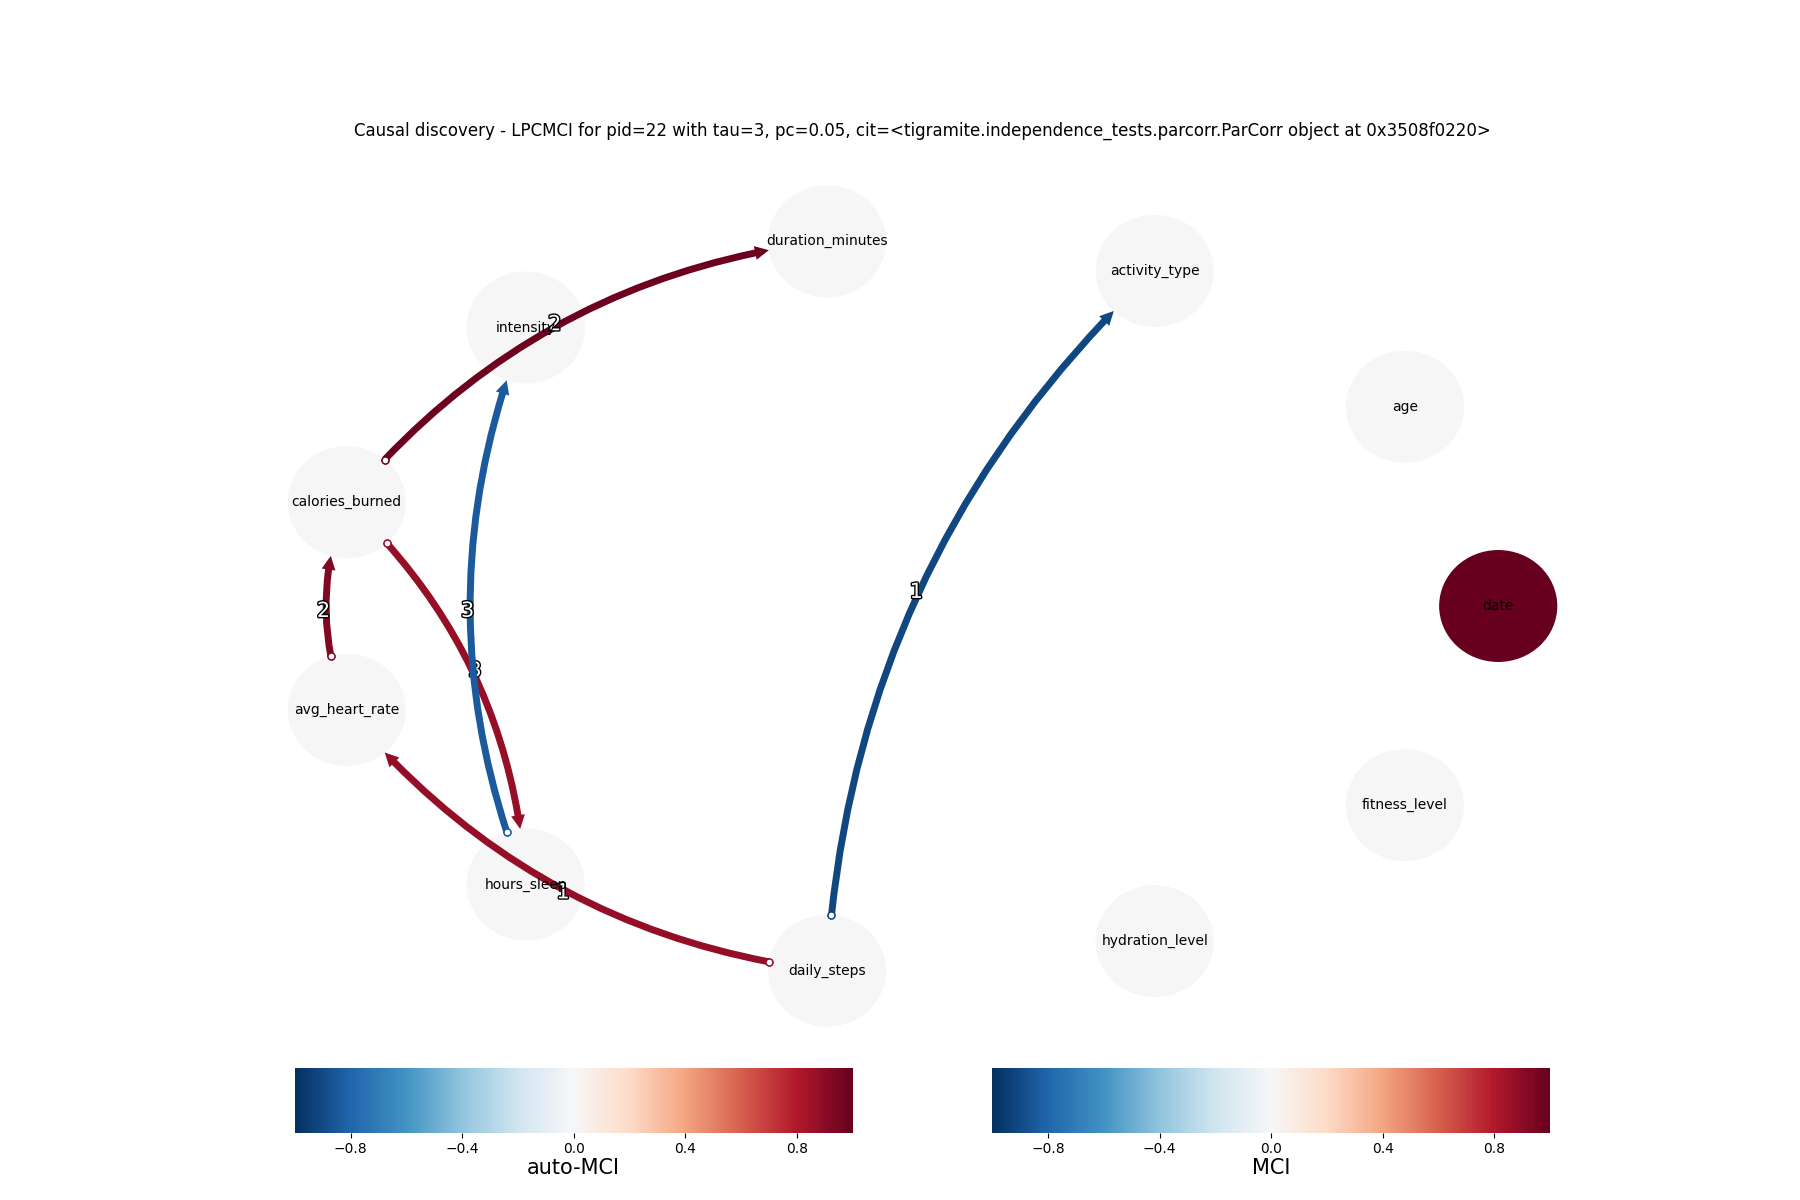 Causal discovery - LPCMCI for pid=22 with tau=3, pc=0.05, cit=<tigramite.independence_tests.parcorr.ParCorr object at 0x3508f0220>
duration_minutes
activity_type
intensity
2
age
calories_burned
1
date
2
3
3
avg_heart_rate
fitness_level
hours_sleep
1
hydration_level
daily_steps
−0.8 −0.4 0.0 0.4 0.8
auto-MCI
−0.8 −0.4 0.0 0.4 0.8
MCI